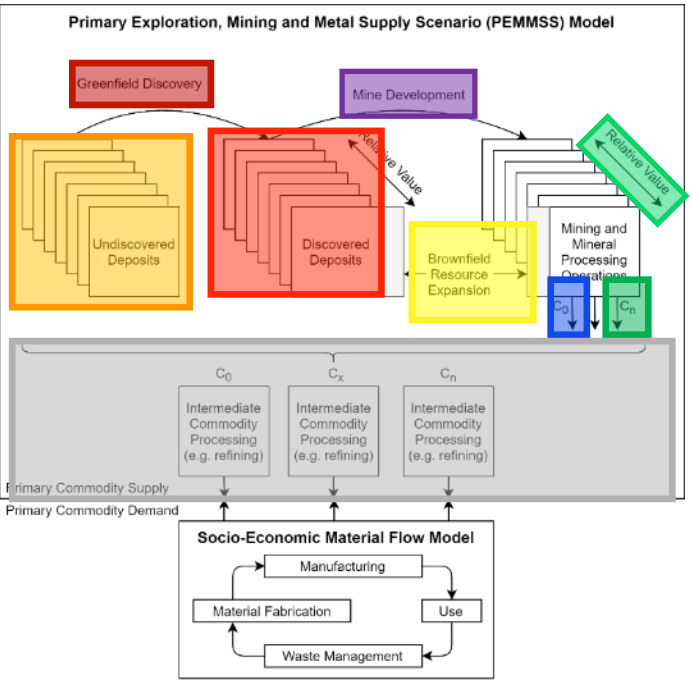 Primary Exploration, Mining and Metal Supply Scenario (PEMMSS) Model
Greenfield Discovery
Mine Development
Relative Value
Relative Value
Undiscovered
Deposits
Discovered
Deposits
Brownfield
Resource
Expansion
Mining and
Mineral
Processing
Operations
C0
Cn
C0
Cx
Cn
Intermediate
Commodity
Processing
(e.g. refining)
Intermediate
Commodity
Processing
(e.g. refining)
Intermediate
Commodity
Processing
(e.g. refining)
Primary Commodity Supply
Primary Commodity Demand
Socio-Economic Material Flow Model
Manufacturing
Material Fabrication
Use
Waste Management